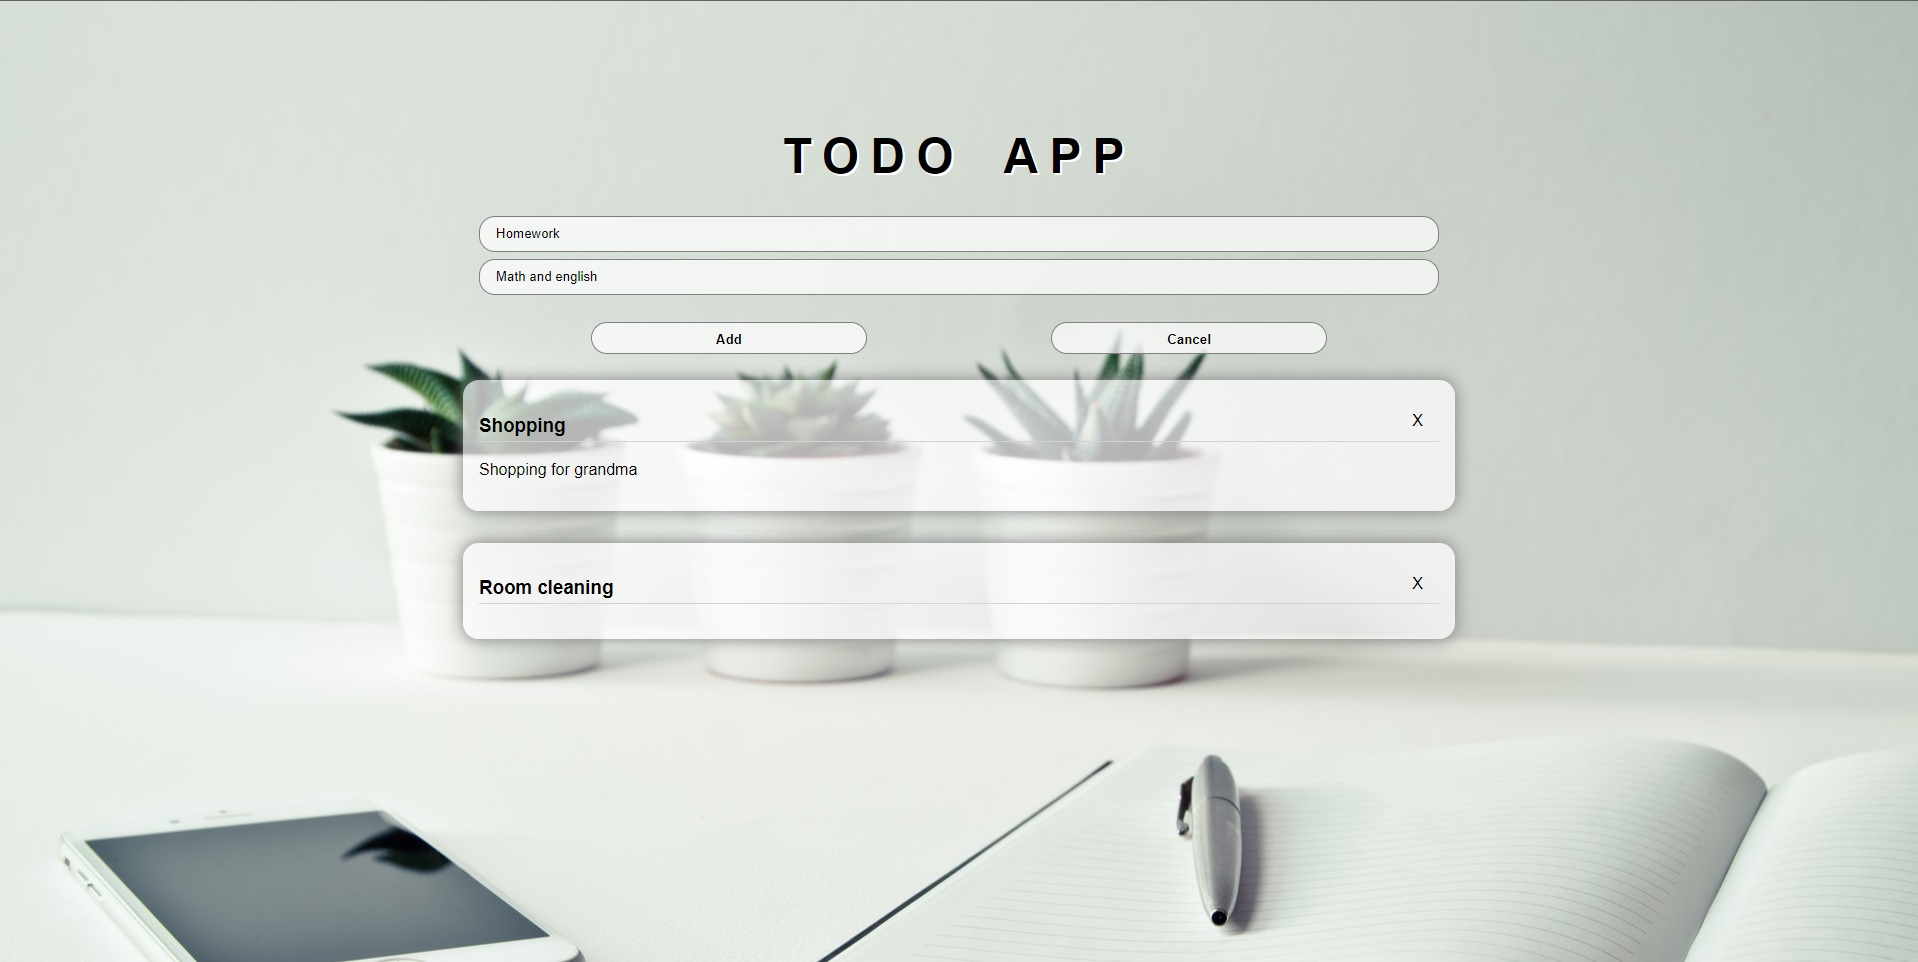 TODO APP
Homework
Math and english
Add Cancel
Shopping X
Shopping for grandma
Room cleaning X